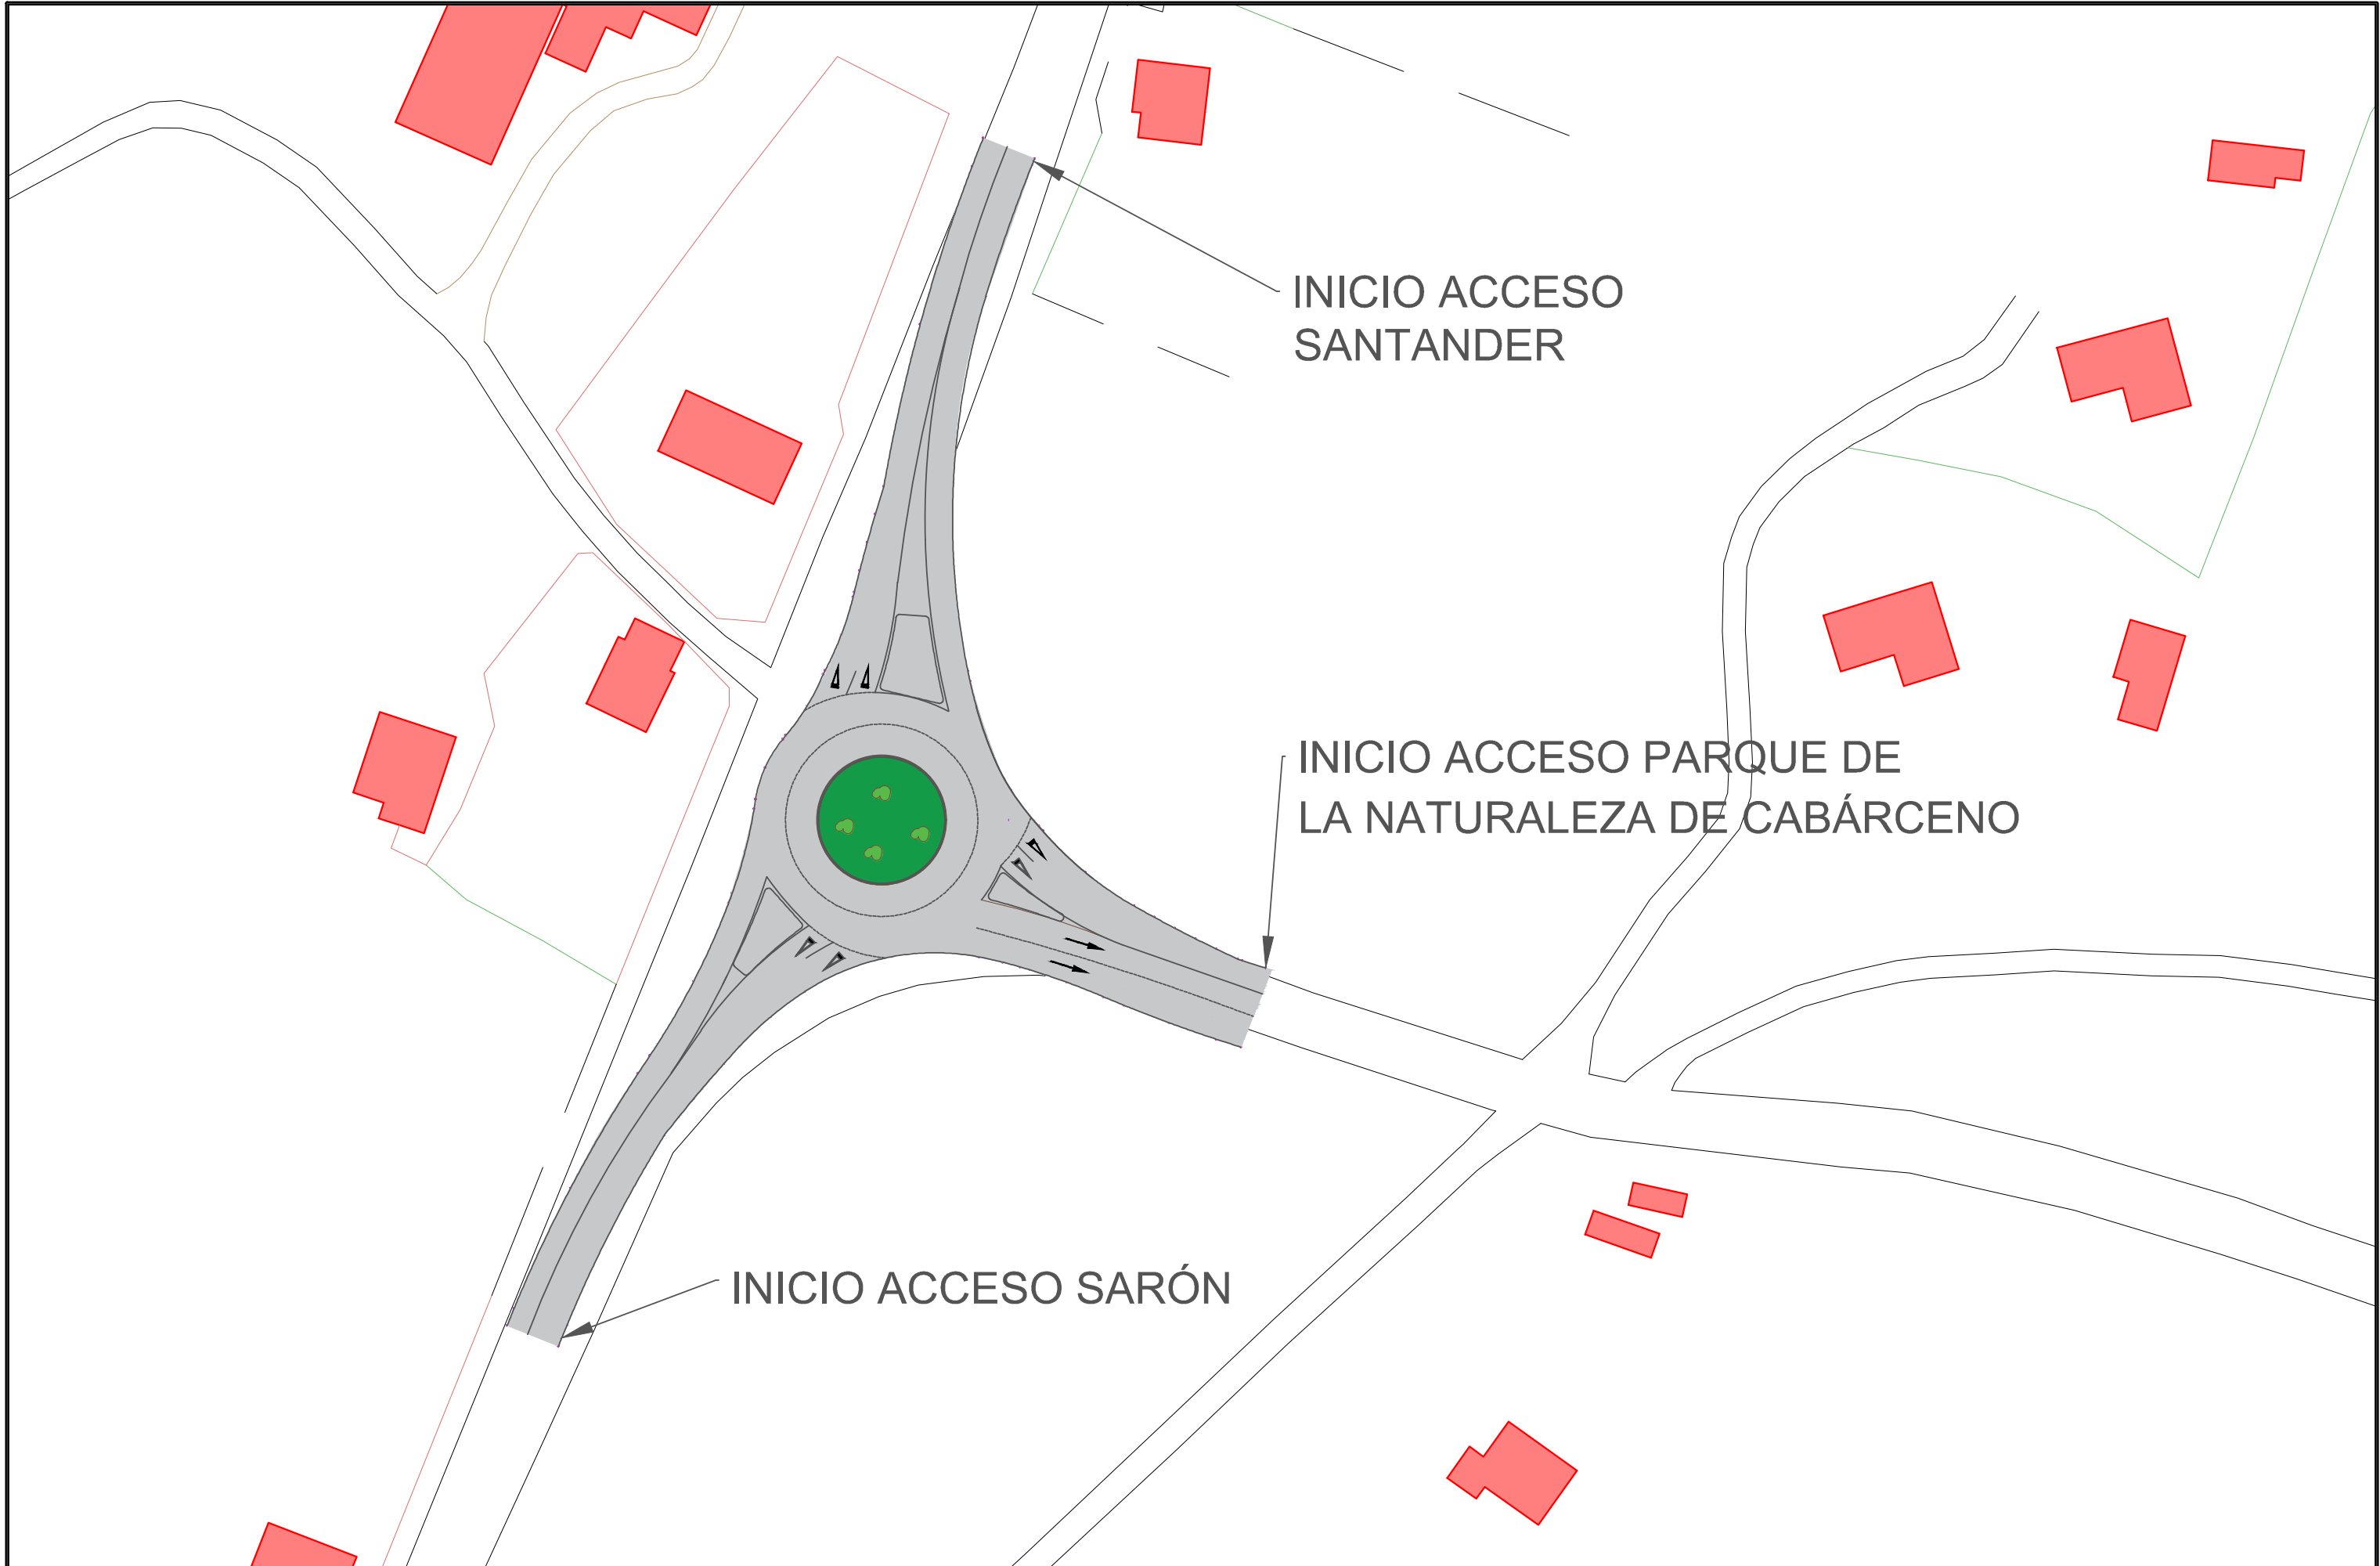 INICIO ACCESO
SANTANDER
INICIO ACCESO PARQUE DE
LA NATURALEZA DE CABÁRCENO
INICIO ACCESO SARÓN